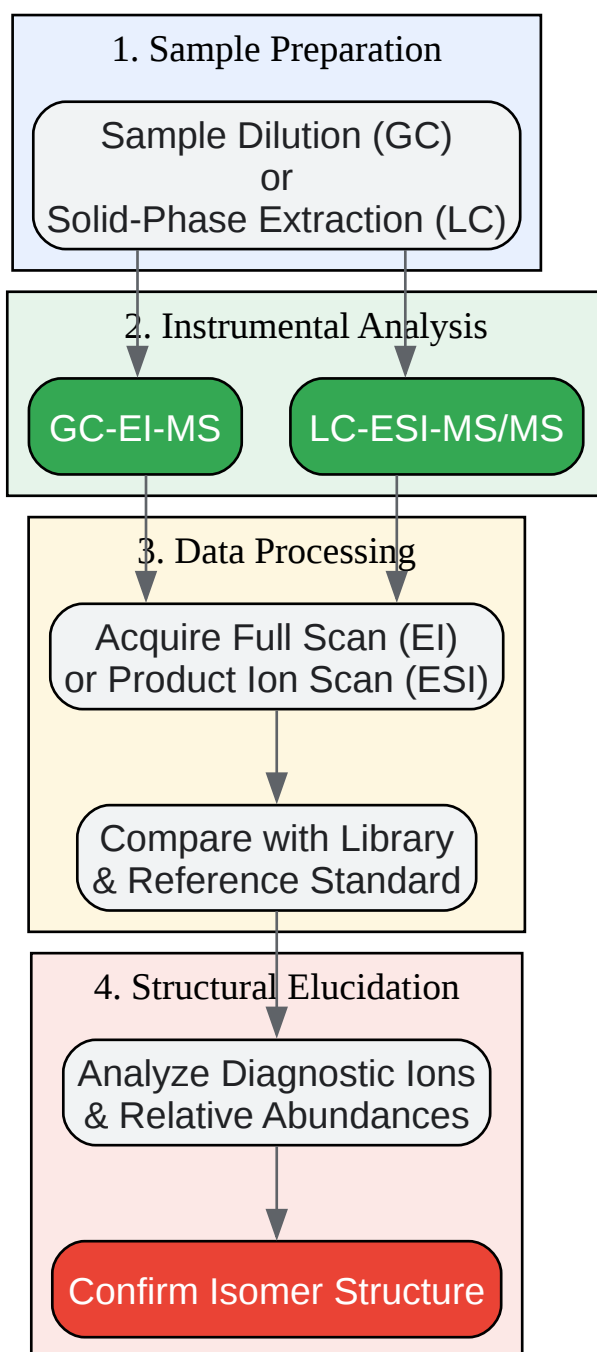 1. Sample Preparation
Sample Dilution (GC)
or
Solid-Phase Extraction (LC)
2. Instrumental Analysis
GC-EI-MS
LC-ESI-MS/MS
3. Data Processing
Acquire Full Scan (EI)
or Product Ion Scan (ESI)
Compare with Library
& Reference Standard
4. Structural Elucidation
Analyze Diagnostic Ions
& Relative Abundances
Confirm Isomer Structure